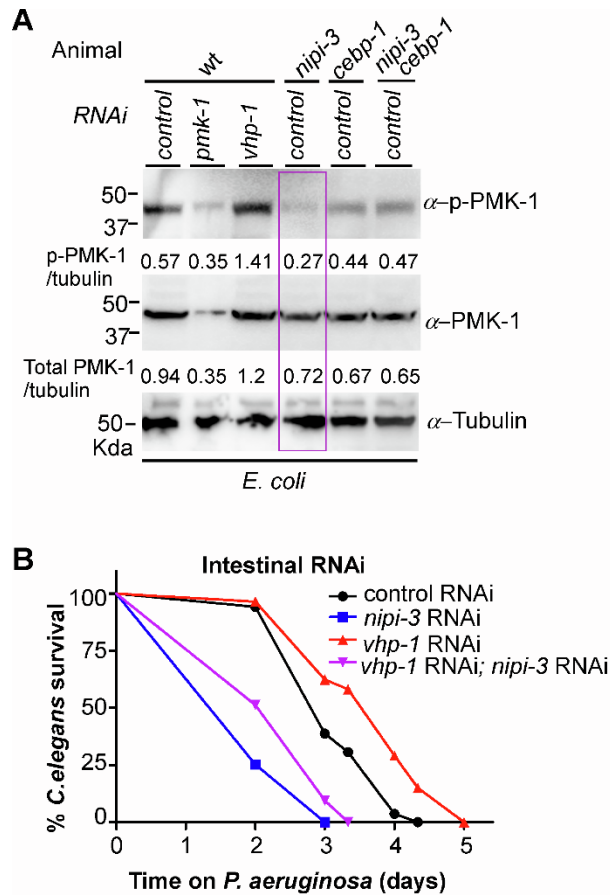 A
Animal
wt
nipi-3
cebp-1
nipi-3
cebp-1
RNAi
control
pmk-1
vhp-1
control
control
control
50
37
α–p-PMK-1
p-PMK-1
/tubulin
0.57 0.35 1.41 0.27 0.44 0.47
50
37
α–PMK-1
Total PMK-1
/tubulin
0.94 0.35 1.2 0.72 0.67 0.65
50
Kda
α–Tubulin
E. coli
B
Intestinal RNAi
control RNAi
nipi-3 RNAi
vhp-1 RNAi
vhp-1 RNAi; nipi-3 RNAi
% C.elegans survival
100
75
50
25
0
0 1 2 3 4 5
Time on P. aeruginosa (days)